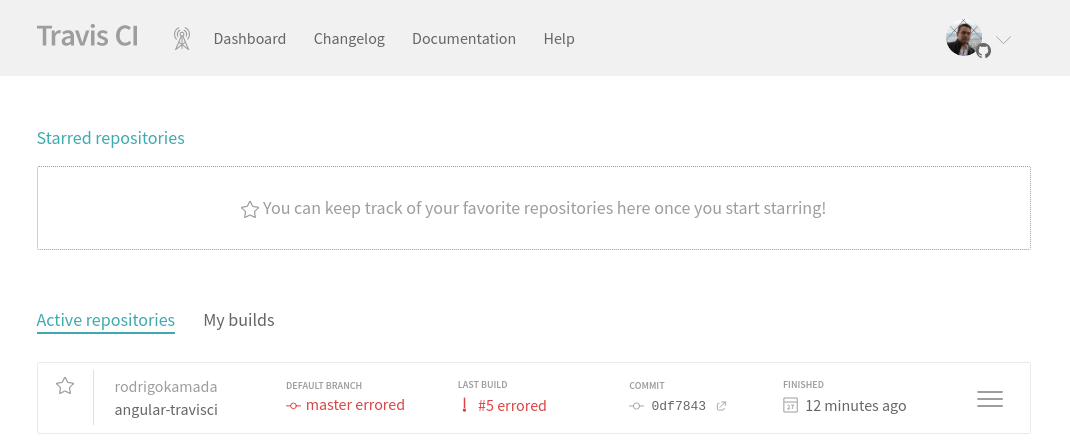 Travis CI Dashboard Changelog Documentation Help
Starred repositories
You can keep track of your favorite repositories here once you start starring!
Active repositories My builds
rodrigokamada DEFAULT BRANCH LAST BUILD COMMIT FINISHED
angular-travisci master errored #5 errored 0df7843 27 12 minutes ago